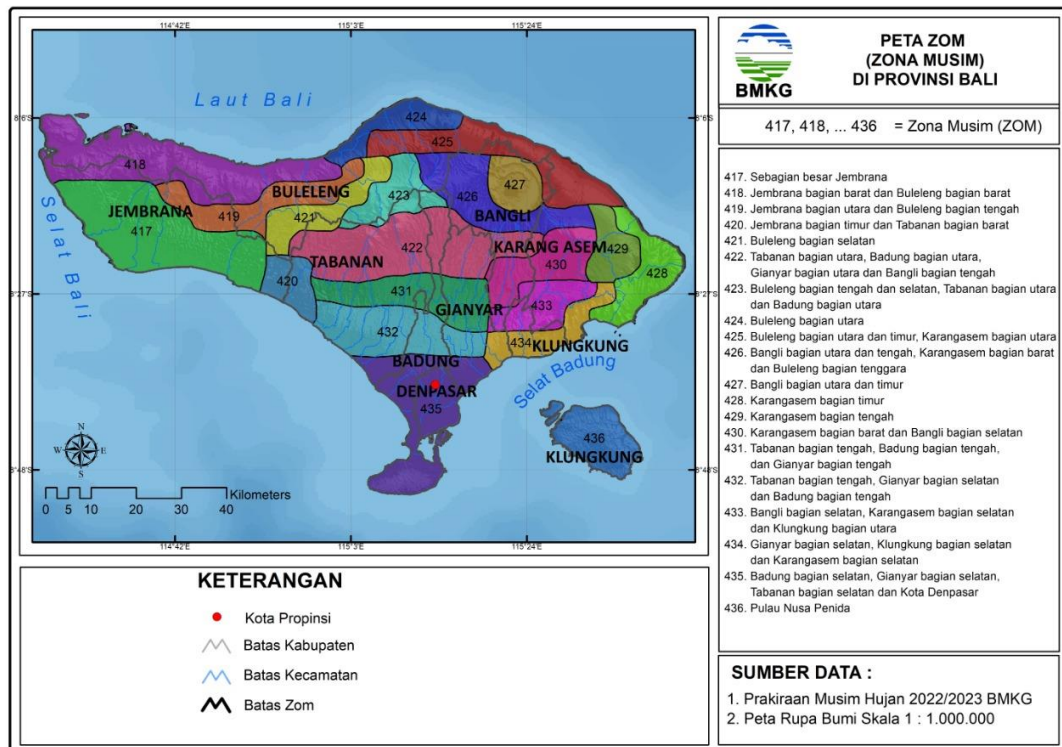 114°42'E
115°3'E
115°24'E
Laut Bali
8°6'S
8°6'S
424
425
418
BULELENG
423
426
427
JEMBRANA
419
421
BANGLI
417
422
KARANG ASEM
429
TABANAN
430
428
Selat Bali
420
8°27'S
8°27'S
431
GIANYAR
433
432
434
KLUNGKUNG
BADUNG
Selat Badung
DENPASAR
435
436
KLUNGKUNG
N
W E
S
8°48'S
8°48'S
Kilometers
0 5 10 20 30 40
114°42'E
115°3'E
115°24'E
KETERANGAN
Kota Propinsi
Batas Kabupaten
Batas Kecamatan
Batas Zom
BMKG
PETA ZOM
(ZONA MUSIM)
DI PROVINSI BALI
417, 418, ... 436 = Zona Musim (ZOM)
417. Sebagian besar Jembrana
418. Jembrana bagian barat dan Buleleng bagian barat
419. Jembrana bagian utara dan Buleleng bagian tengah
420. Jembrana bagian timur dan Tabanan bagian barat
421. Buleleng bagian selatan
422. Tabanan bagian utara, Badung bagian utara,
Gianyar bagian utara dan Bangli bagian tengah
423. Buleleng bagian tengah dan selatan, Tabanan bagian utara
dan Badung bagian utara
424. Buleleng bagian utara
425. Buleleng bagian utara dan timur, Karangasem bagian utara
426. Bangli bagian utara dan tengah, Karangasem bagian barat
dan Buleleng bagian tenggara
427. Bangli bagian utara dan timur
428. Karangasem bagian timur
429. Karangasem bagian tengah
430. Karangasem bagian barat dan Bangli bagian selatan
431. Tabanan bagian tengah, Badung bagian tengah,
dan Gianyar bagian tengah
432. Tabanan bagian tengah, Gianyar bagian selatan
dan Badung bagian tengah
433. Bangli bagian selatan, Karangasem bagian selatan
dan Klungkung bagian utara
434. Gianyar bagian selatan, Klungkung bagian selatan
dan Karangasem bagian selatan
435. Badung bagian selatan, Gianyar bagian selatan,
Tabanan bagian selatan dan Kota Denpasar
436. Pulau Nusa Penida
SUMBER DATA :
1. Prakiraan Musim Hujan 2022/2023 BMKG
2. Peta Rupa Bumi Skala 1 : 1.000.000